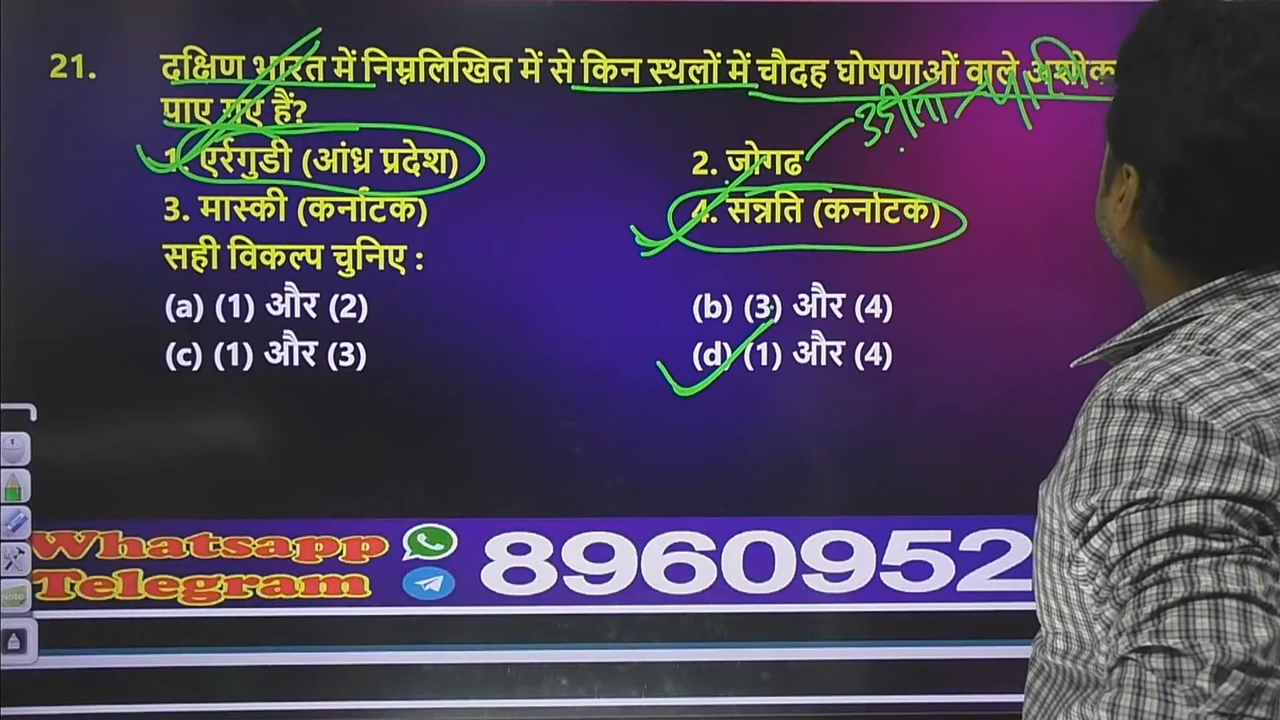 21. दक्षिण भारत में निम्नलिखित में से किन स्थलों में चौदह घोषणाओं वाले अशोक
पाए गए हैं?
1. एर्रगुडी (आंध्र प्रदेश) 2. जोगढ
3. मास्की (कर्नाटक) 4. सन्नति (कर्नाटक)
सही विकल्प चुनिए :
(a) (1) और (2) (b) (3) और (4)
(c) (1) और (3) (d) (1) और (4)
Whatsapp 8960952
Telegram
Note